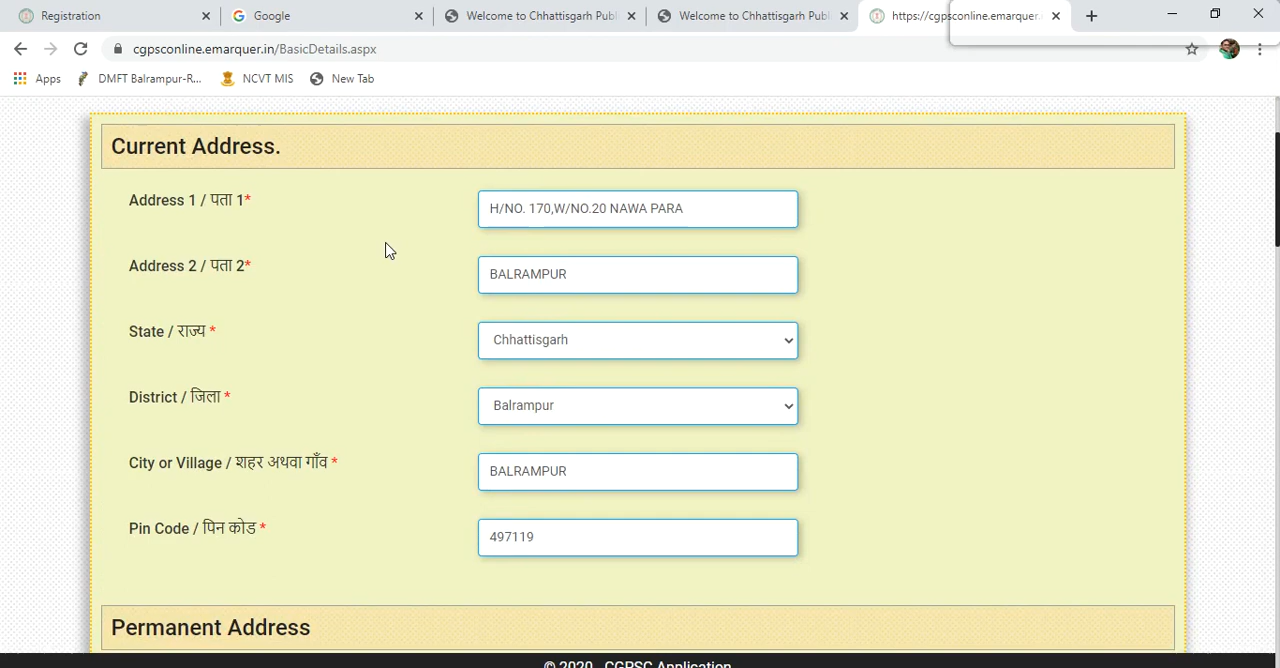 Registration
Google
Welcome to Chhattisgarh Publ
Welcome to Chhattisgarh Publ
https://cgpsconline.emarquer.
cgpsconline.emarquer.in/BasicDetails.aspx
Apps
DMFT Balrampur-R...
NCVT MIS
New Tab
Current Address.
Address 1 / पता 1*
H/NO. 170,W/NO.20 NAWA PARA
Address 2 / पता 2*
BALRAMPUR
State / राज्य *
Chhattisgarh
District / जिला *
Balrampur
City or Village / शहर अथवा गाँव *
BALRAMPUR
Pin Code / पिन कोड *
497119
Permanent Address
© 2020 CGPSC Application